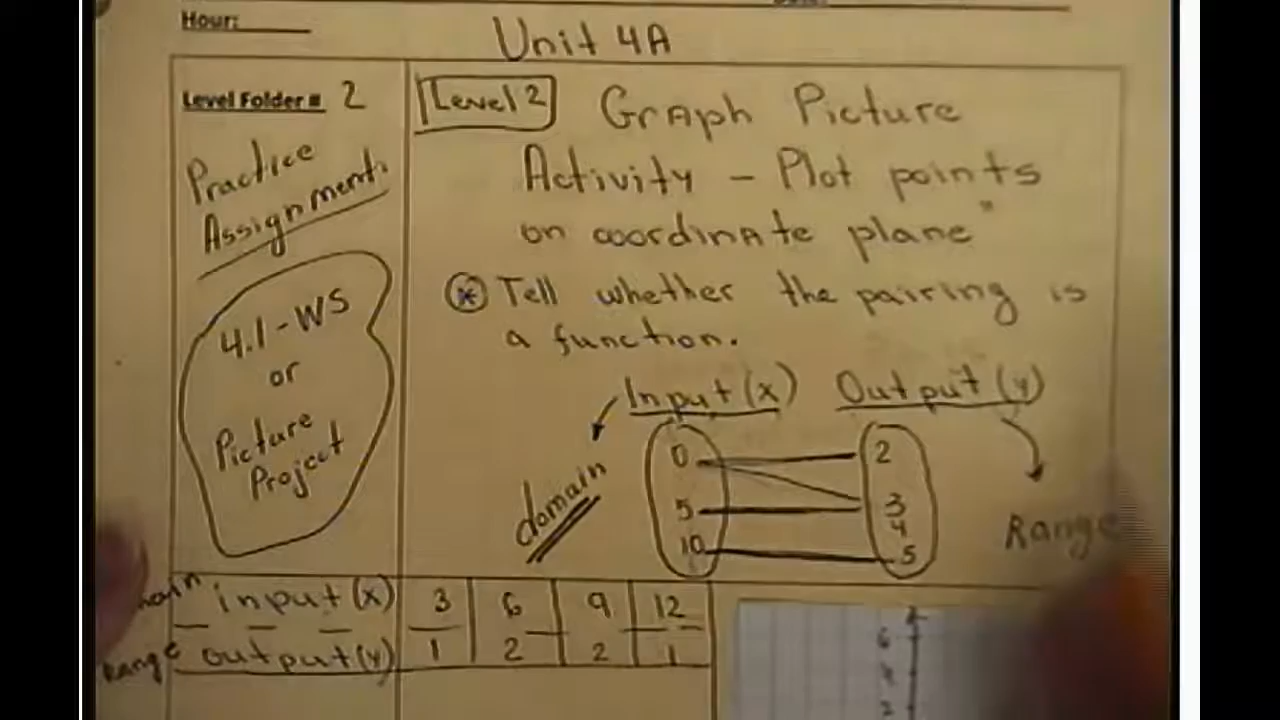 Hour:
Unit 4A
Level Folder # 2
Practice
Assignment.
4.1-WS
or
Picture
Project
Level 2 Graph Picture
Activity - Plot points
on coordinate plane"
* Tell whether the pairing is
a function.
Input (x) Output (y)
domain
0 2
5 3
4
10 5
Range
input (x) 3 6 9 12
Range output (y) 1 2 2 1
6
4
2